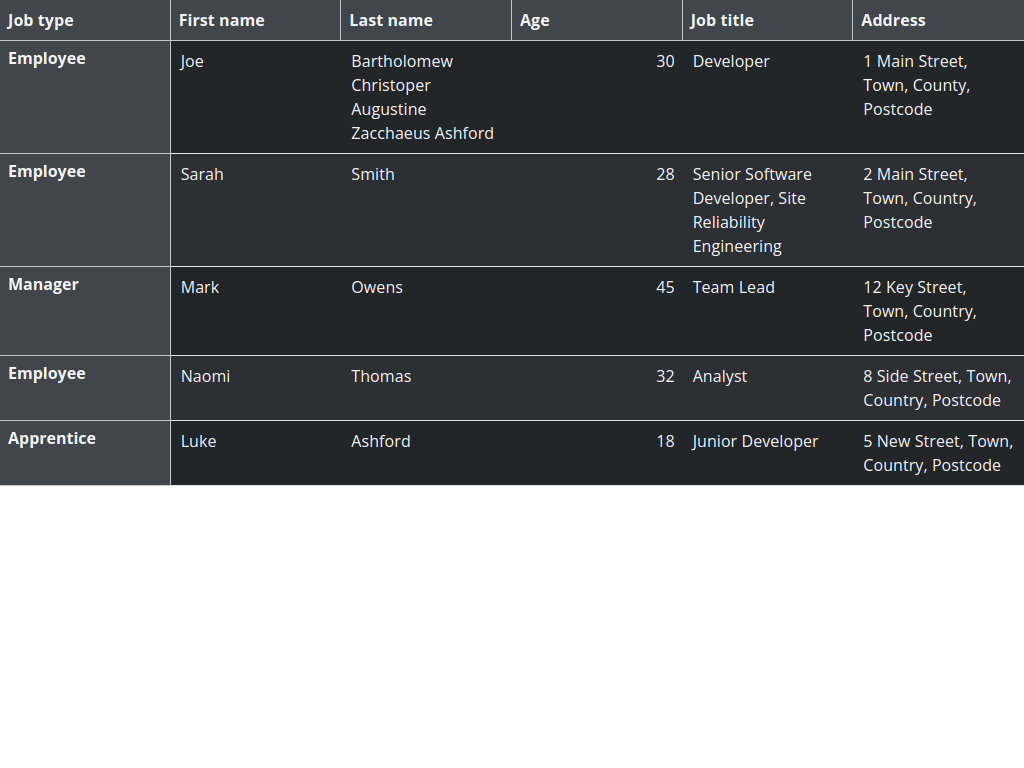 Job type First name Last name Age Job title Address
Employee Joe Bartholomew 30 Developer 1 Main Street,
Christoper Town, County,
Augustine Postcode
Zacchaeus Ashford
Employee Sarah Smith 28 Senior Software 2 Main Street,
Developer, Site Town, Country,
Reliability Postcode
Engineering
Manager Mark Owens 45 Team Lead 12 Key Street,
Town, Country,
Postcode
Employee Naomi Thomas 32 Analyst 8 Side Street, Town,
Country, Postcode
Apprentice Luke Ashford 18 Junior Developer 5 New Street, Town,
Country, Postcode